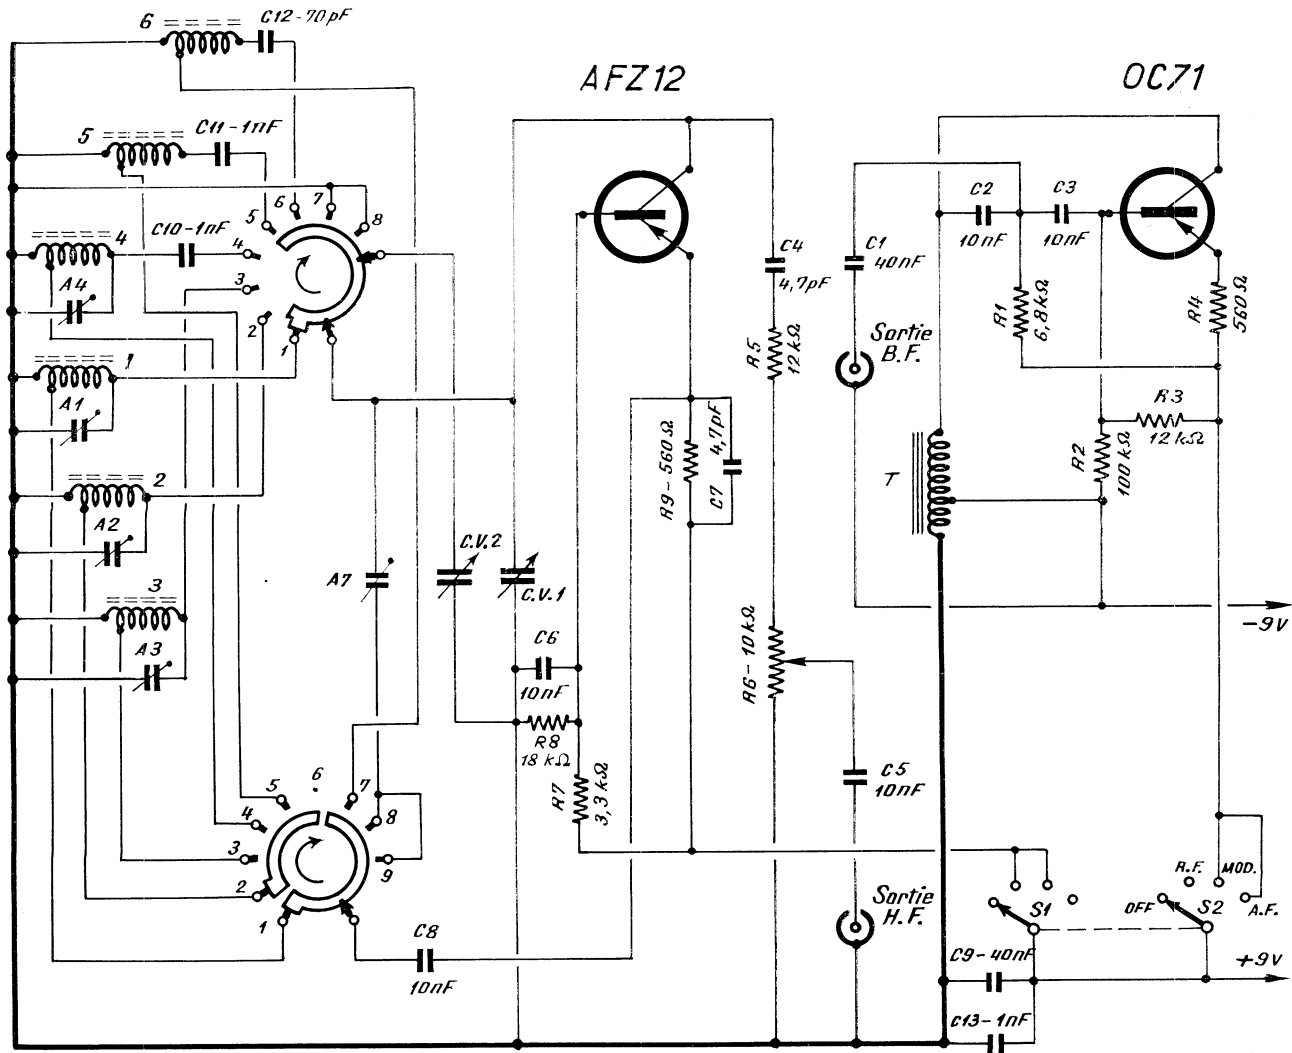 6
C12-70pF
AFZ12
OC71
5
C11-1nF
6
7
8
5
4
C10-1nF
4
3
2
1
A4
C2
10nF
C3
10nF
C1
40nF
C4
4,7pF
R1
6,8kΩ
R4
560Ω
1
A1
R5
12kΩ
Sortie
B.F.
R3
12kΩ
R9-560Ω
4,7pF
C7
R2
100kΩ
T
2
A2
C.V.2
C.V.1
A7
3
A3
C6
10nF
R6-10kΩ
-9V
R8
18kΩ
R7
3,3kΩ
C5
10nF
6
5
7
4
8
3
9
2
1
R.F.
MOD.
OFF
S2
A.F.
S1
Sortie
H.F.
C8
10nF
C9-40nF
+9V
C13-1nF